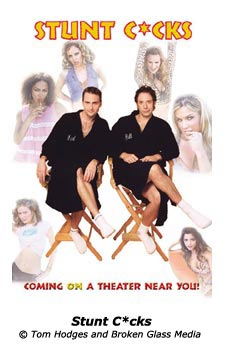 STUNT C*CKS
COMING ON A THEATER NEAR YOU!
Stunt C*cks
© Tom Hodges and Broken Glass Media